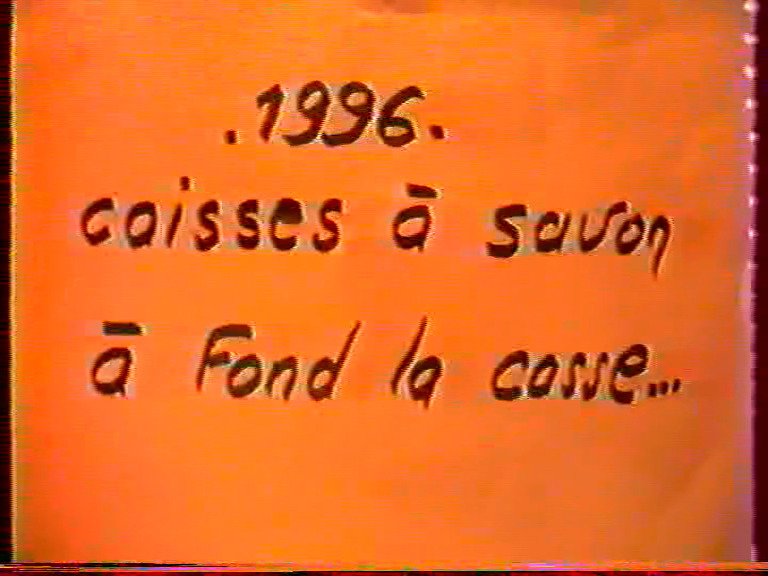 .1996.
caisses à savon
à Fond la casse...